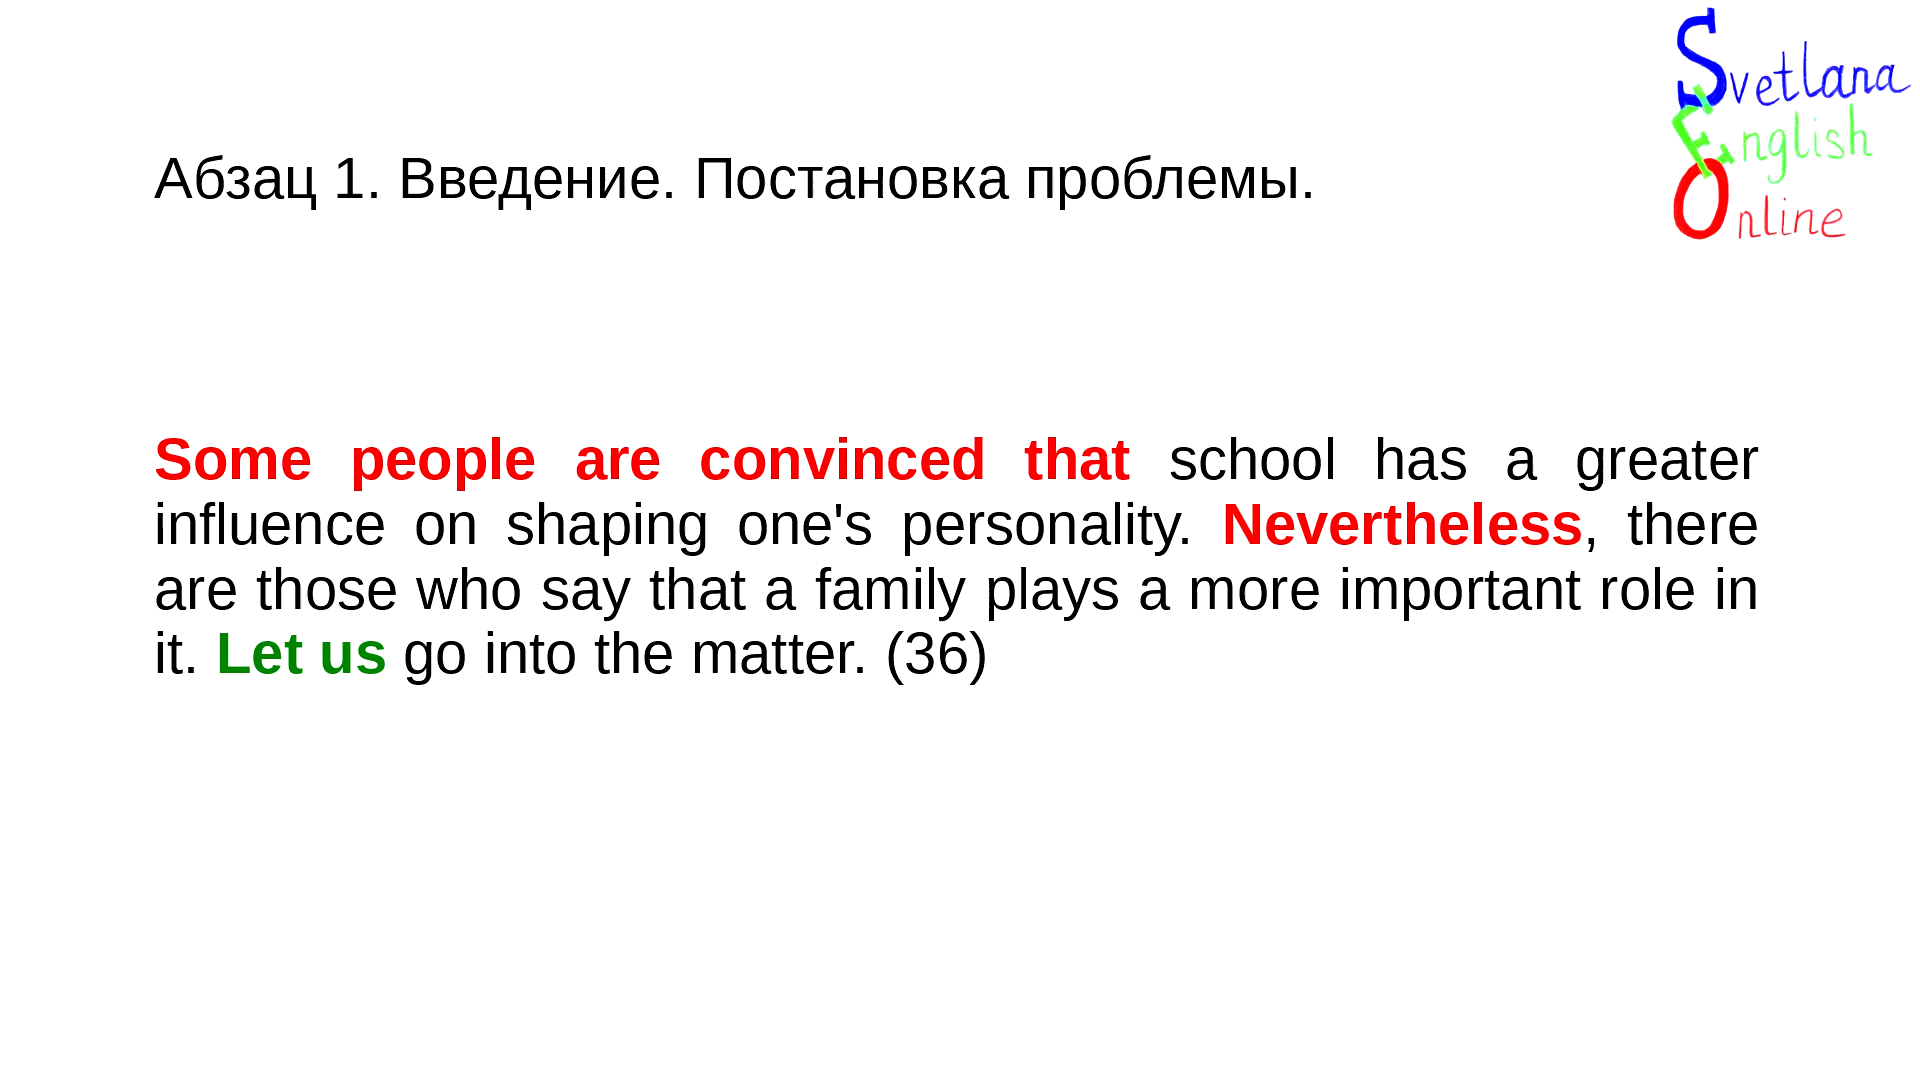 Svetlana
English
Online
Абзац 1. Введение. Постановка проблемы.
Some people are convinced that school has a greater
influence on shaping one's personality. Nevertheless, there
are those who say that a family plays a more important role in
it. Let us go into the matter. (36)